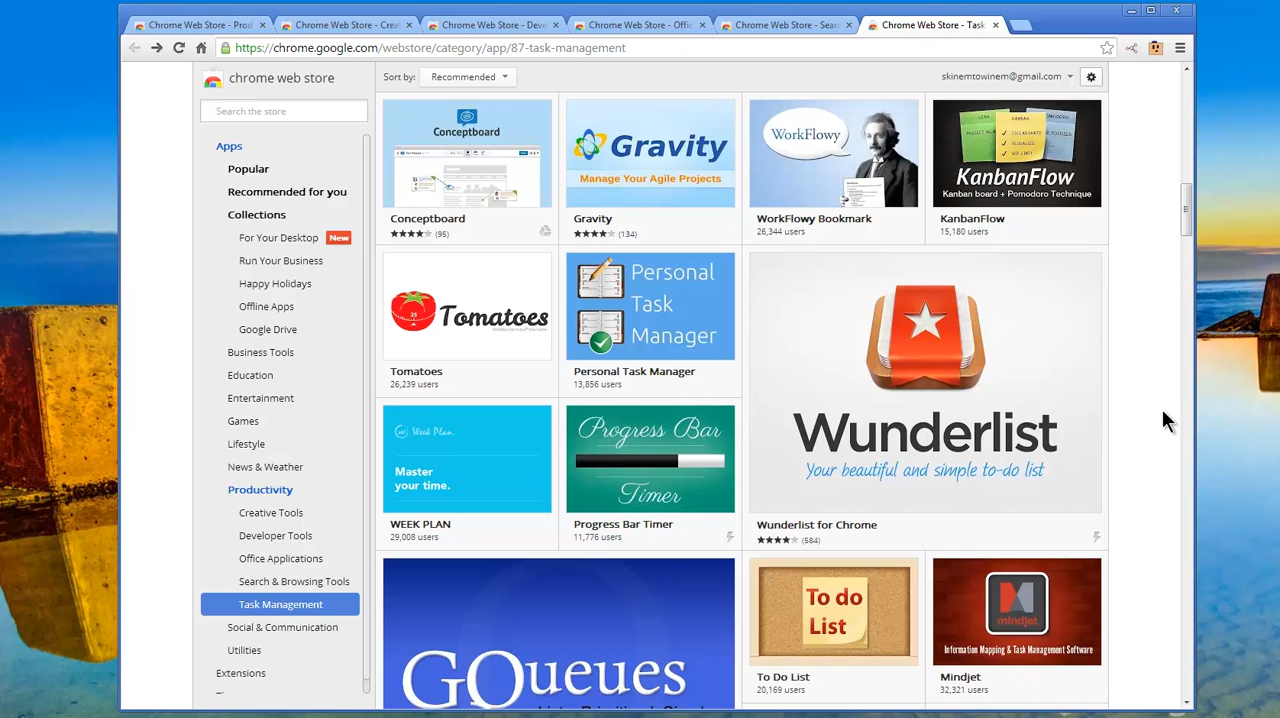 Chrome Web Store - Prod
Chrome Web Store - Crea
Chrome Web Store - Deve
Chrome Web Store - Offic
Chrome Web Store - Sear
Chrome Web Store - Task
https://chrome.google.com/webstore/category/app/87-task-management
chrome web store
Search the store
Apps
Popular
Recommended for you
Collections
For Your Desktop New
Run Your Business
Happy Holidays
Offline Apps
Google Drive
Business Tools
Education
Entertainment
Games
Lifestyle
News & Weather
Productivity
Creative Tools
Developer Tools
Office Applications
Search & Browsing Tools
Task Management
Social & Communication
Utilities
Extensions
Sort by: Recommended
skinemtowinem@gmail.com
Conceptboard
Conceptboard
(95)
Gravity
Manage Your Agile Projects
Gravity
(134)
WorkFlowy
WorkFlowy Bookmark
26,344 users
KanbanFlow
Kanban board + Pomodoro Technique
KanbanFlow
15,180 users
25
Tomatoes
Tomatoes
26,239 users
Personal
Task
Manager
Personal Task Manager
13,856 users
Wunderlist
Your beautiful and simple to-do list
Wunderlist for Chrome
(584)
Week Plan
Master
your time.
WEEK PLAN
29,008 users
Progress Bar
Timer
Progress Bar Timer
11,776 users
GQueues
To do
List
To Do List
20,169 users
mindjet
Information Mapping & Task Management Software
Mindjet
32,321 users